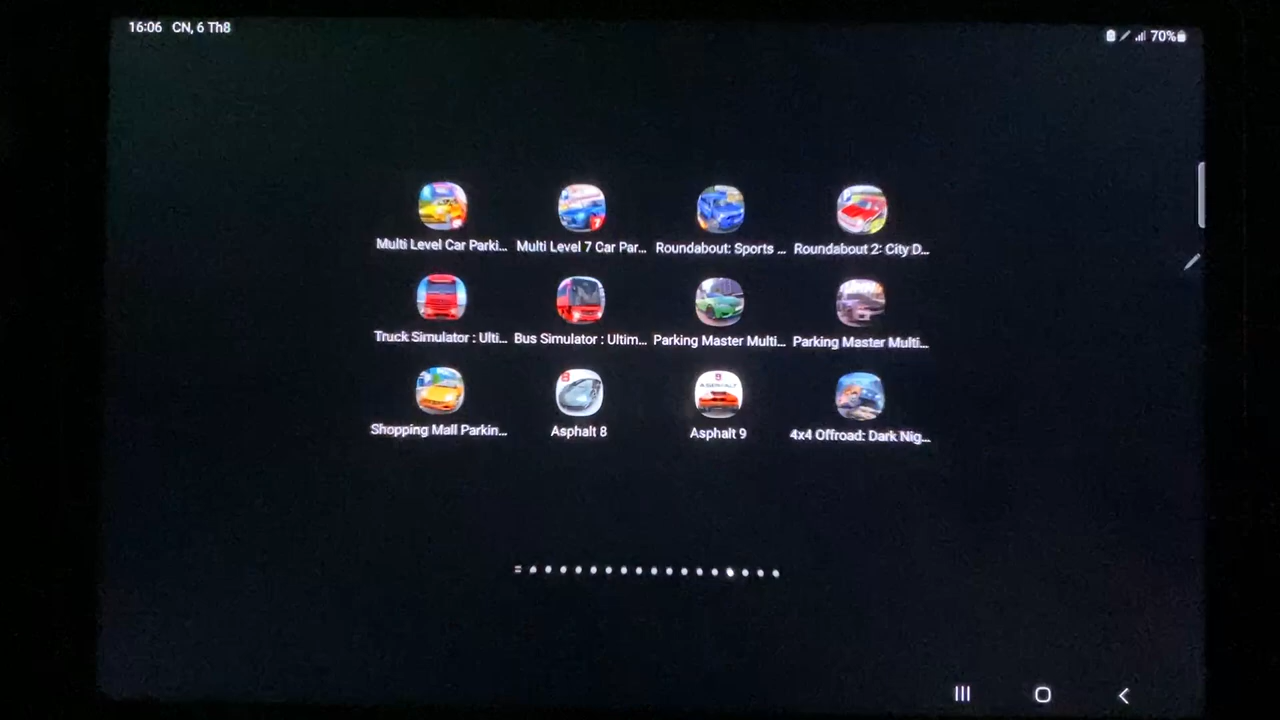 16:06 CN, 6 Th8
70%
Multi Level Car Parki... Multi Level 7 Car Par... Roundabout: Sports ... Roundabout 2: City D...
Truck Simulator : Ulti... Bus Simulator : Ultim... Parking Master Multi... Parking Master Multi...
ASPHALT
Shopping Mall Parkin... Asphalt 8 Asphalt 9 4x4 Offroad: Dark Nig...